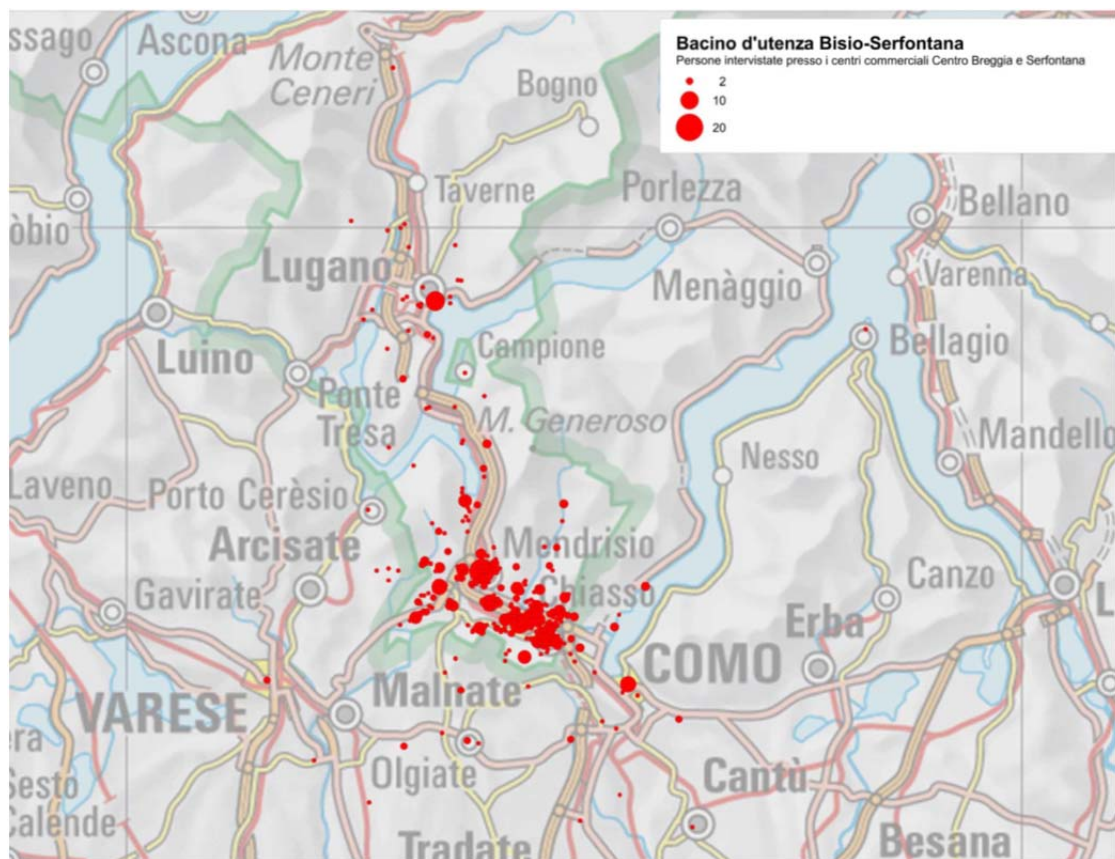 Bacino d'utenza Bisio-Serfontana
Persone intervistate presso i centri commerciali Centro Breggia e Serfontana
2
10
20
ssago
Ascona
Monte
Ceneri
Bogno
Taverne
Porlezza
Bellano
òbio
Lugano
Menàggio
Varenna
Luino
Campione
Bellagio
Ponte
Tresa
M. Generoso
Mandello
Nesso
Laveno
Porto Cerèsio
Arcisate
Mendrisio
Chiasso
Canzo
Gavirate
Erba
L
COMO
VARESE
Malnate
era
Olgiate
Cantù
Sesto
Calende
Tradate
Besana